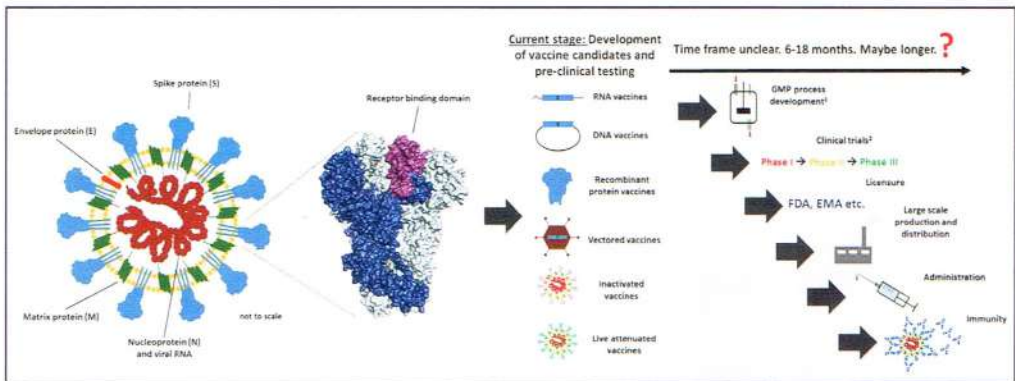 Spike protein (S)
Envelope protein (E)
Matrix protein (M)
Nucleoprotein (N)
and viral RNA
not to scale
Receptor binding domain
Current stage: Development
of vaccine candidates and
pre-clinical testing
RNA vaccines
DNA vaccines
Recombinant
protein vaccines
Vectored vaccines
Inactivated
vaccines
Live attenuated
vaccines
Time frame unclear. 6-18 months. Maybe longer. ?
GMP process
development¹
Clinical trials²
Phase I → Phase II → Phase III
Licensure
FDA, EMA etc.
Large scale
production and
distribution
Administration
Immunity